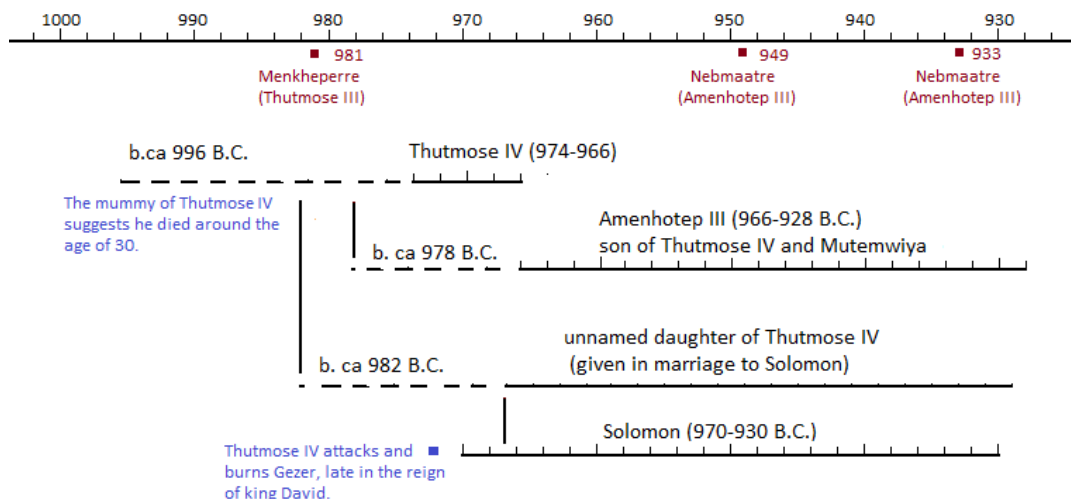 1000 990 980 970 960 950 940 930
981 949 933
Menkheperre
(Thutmose III)
Nebmaatre
(Amenhotep III)
Nebmaatre
(Amenhotep III)
b.ca 996 B.C.
Thutmose IV (974-966)
The mummy of Thutmose IV
suggests he died around the
age of 30.
Amenhotep III (966-928 B.C.)
son of Thutmose IV and Mutemwiya
b. ca 978 B.C.
unnamed daughter of Thutmose IV
(given in marriage to Solomon)
b. ca 982 B.C.
Solomon (970-930 B.C.)
Thutmose IV attacks and
burns Gezer, late in the reign
of king David.